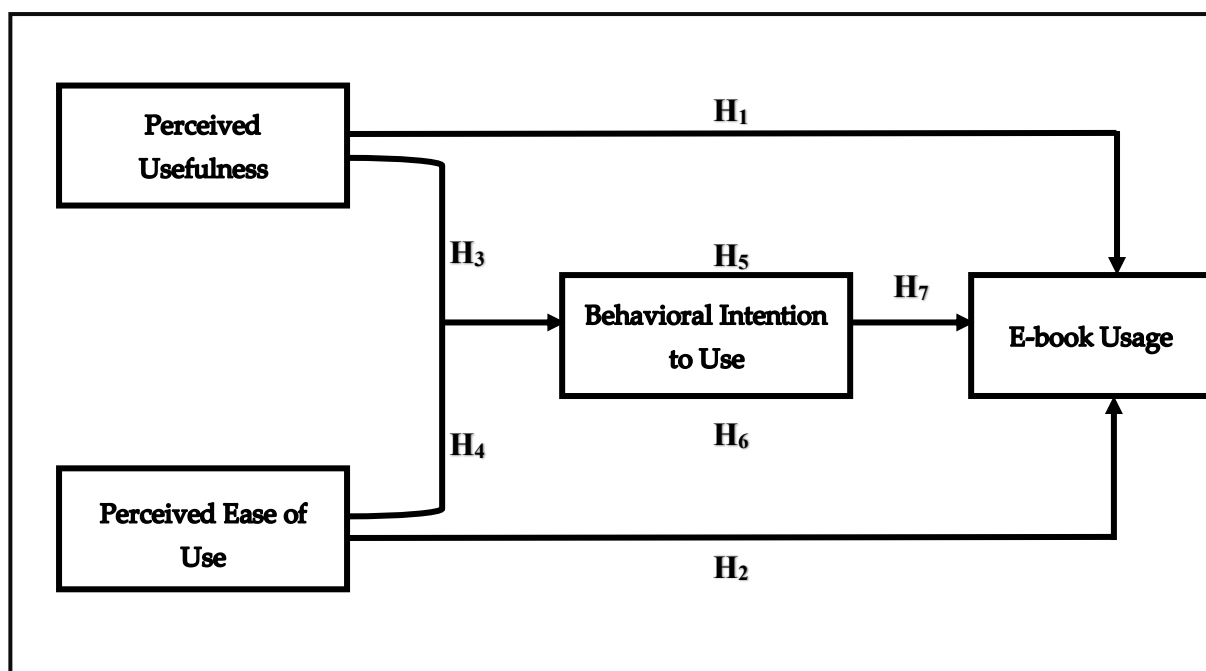 H₁
Perceived
Usefulness
H₃
H₅
H₇
Behavioral Intention
to Use
E-book Usage
H₄
H₆
Perceived Ease of
Use
H₂